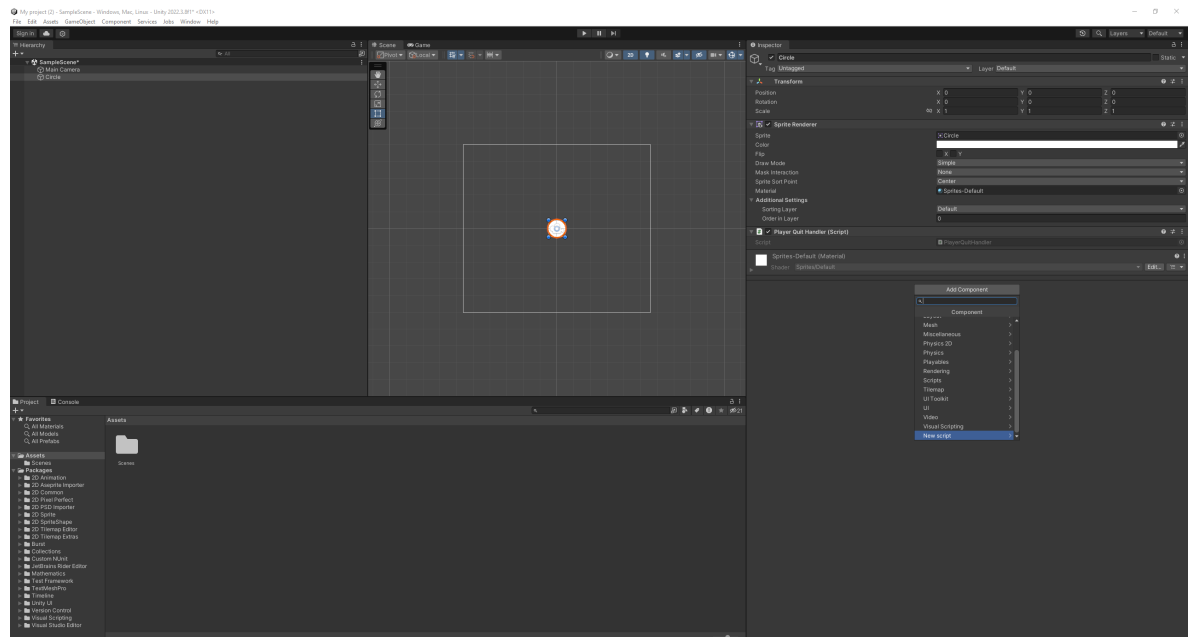 My project (2) - SampleScene - Windows, Mac, Linux - Unity 2022.3.8f1* <DX11>
File Edit Assets GameObject Component Services Jobs Window Help
Sign in
Layers Default
Hierarchy
All
SampleScene*
Main Camera
Circle
Scene Game
Pivot Local
2D
Inspector
Circle Static
Tag Untagged Layer Default
Transform
Position X 0 Y 0 Z 0
Rotation X 0 Y 0 Z 0
Scale X 1 Y 1 Z 1
Sprite Renderer
Sprite Circle
Color
Flip X Y
Draw Mode Simple
Mask Interaction None
Sprite Sort Point Center
Material Sprites-Default
Additional Settings
Sorting Layer Default
Order in Layer 0
Player Quit Handler (Script)
Script PlayerQuitHandler
Sprites-Default (Material)
Shader Sprites/Default Edit...
Add Component
Component
Mesh
Miscellaneous
Physics 2D
Physics
Playables
Rendering
Scripts
Tilemap
UI Toolkit
UI
Video
Visual Scripting
New script
Project Console
21
Favorites
All Materials
All Models
All Prefabs
Assets
Scenes
Packages
2D Animation
2D Aseprite Importer
2D Common
2D Pixel Perfect
2D PSD Importer
2D Sprite
2D SpriteShape
2D Tilemap Editor
2D Tilemap Extras
Burst
Collections
Custom NUnit
JetBrains Rider Editor
Mathematics
Test Framework
TextMeshPro
Timeline
Unity UI
Version Control
Visual Scripting
Visual Studio Editor
Assets
Scenes